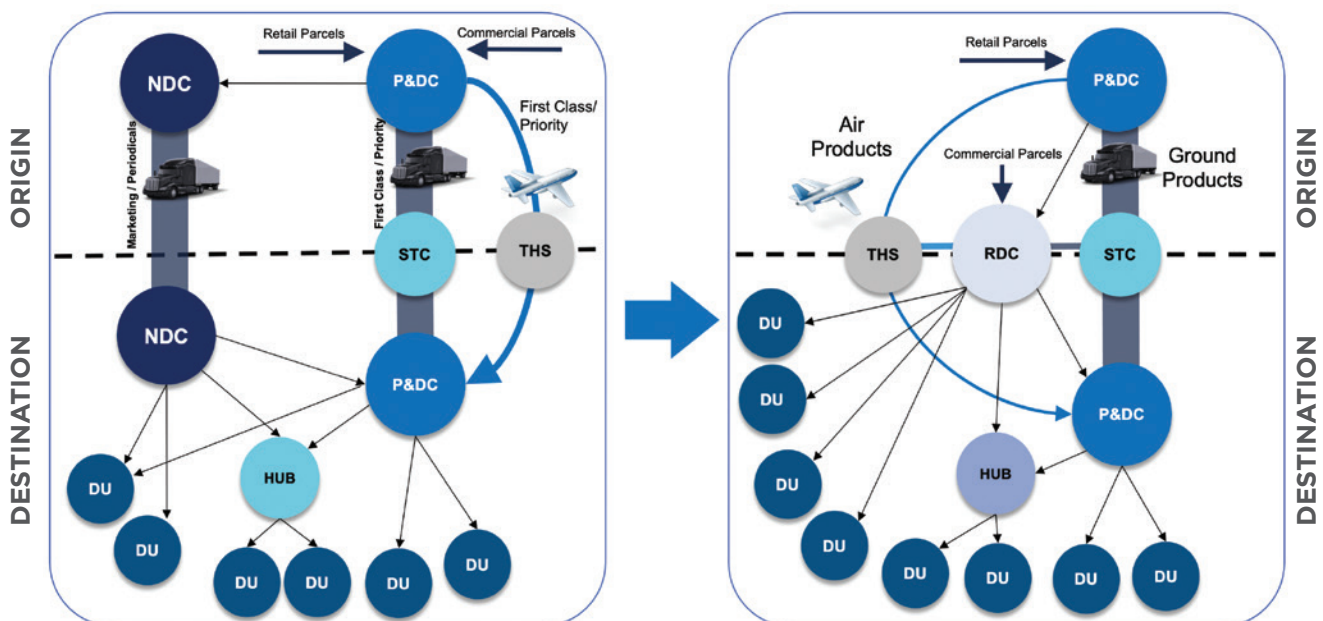 Retail Parcels
Commercial Parcels
NDC
P&DC
First Class/
Priority
Marketing / Periodicals
First Class / Priority
ORIGIN
STC
THS
NDC
P&DC
DESTINATION
HUB
DU
DU
DU
DU
DU
DU
Retail Parcels
P&DC
Air
Products
Commercial Parcels
Ground
Products
ORIGIN
THS
RDC
STC
DU
DU
P&DC
DESTINATION
HUB
DU
DU
DU
DU
DU
DU